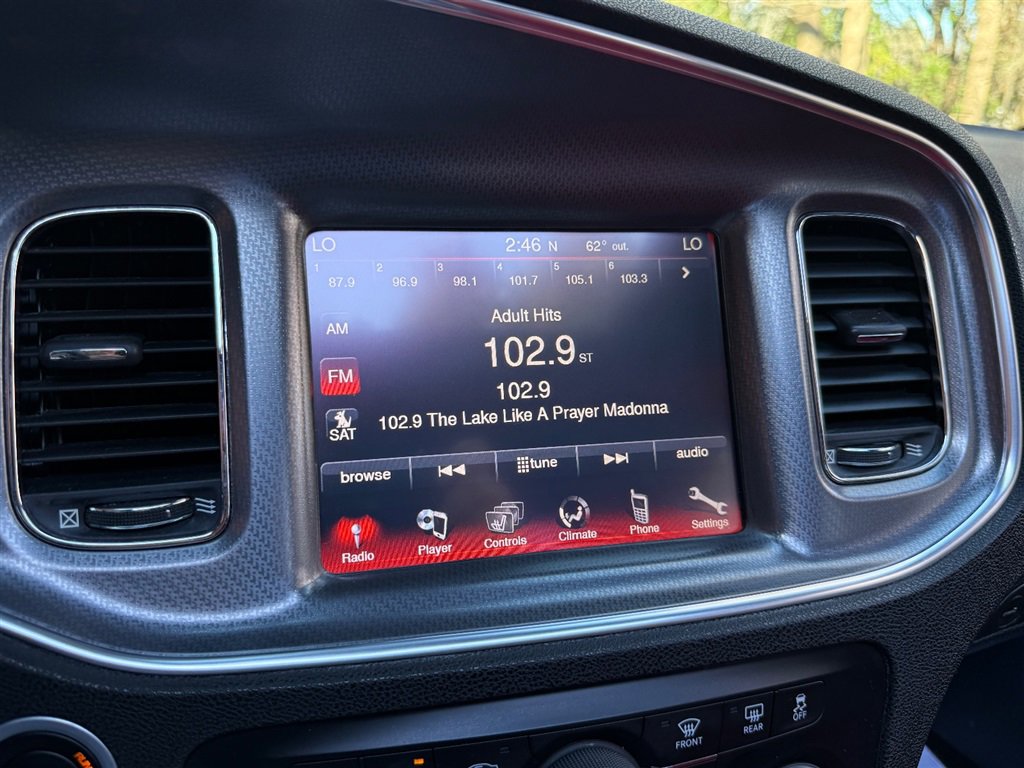 LO 2:46 N 62° out. LO
1 87.9 2 96.9 3 98.1 4 101.7 5 105.1 6 103.3
Adult Hits
AM
102.9 ST
FM
102.9
SAT
102.9 The Lake Like A Prayer Madonna
browse tune audio
Radio Player Controls Climate Phone Settings
FRONT REAR OFF